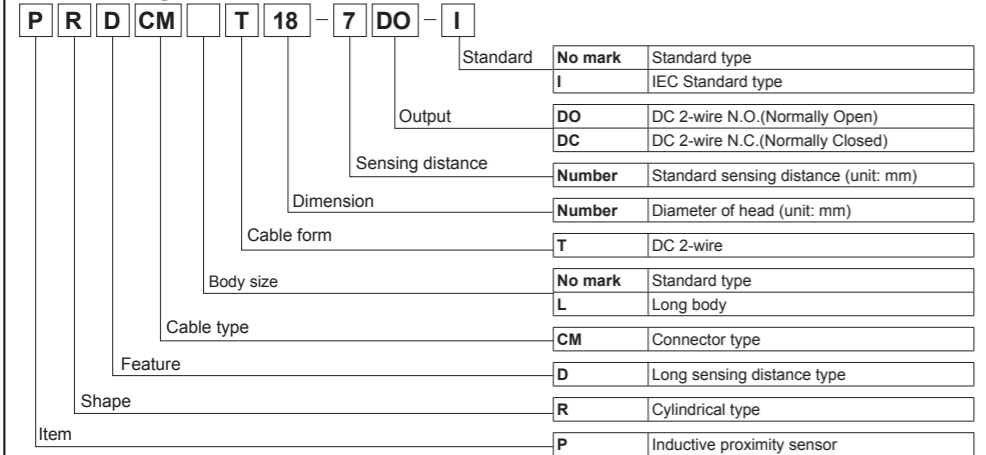 P R D CM T 18 - 7 DO - I
Standard No mark Standard type
I IEC Standard type
Output DO DC 2-wire N.O.(Normally Open)
DC DC 2-wire N.C.(Normally Closed)
Sensing distance Number Standard sensing distance (unit: mm)
Dimension Number Diameter of head (unit: mm)
Cable form T DC 2-wire
Body size No mark Standard type
L Long body
Cable type CM Connector type
Feature D Long sensing distance type
Shape R Cylindrical type
Item P Inductive proximity sensor